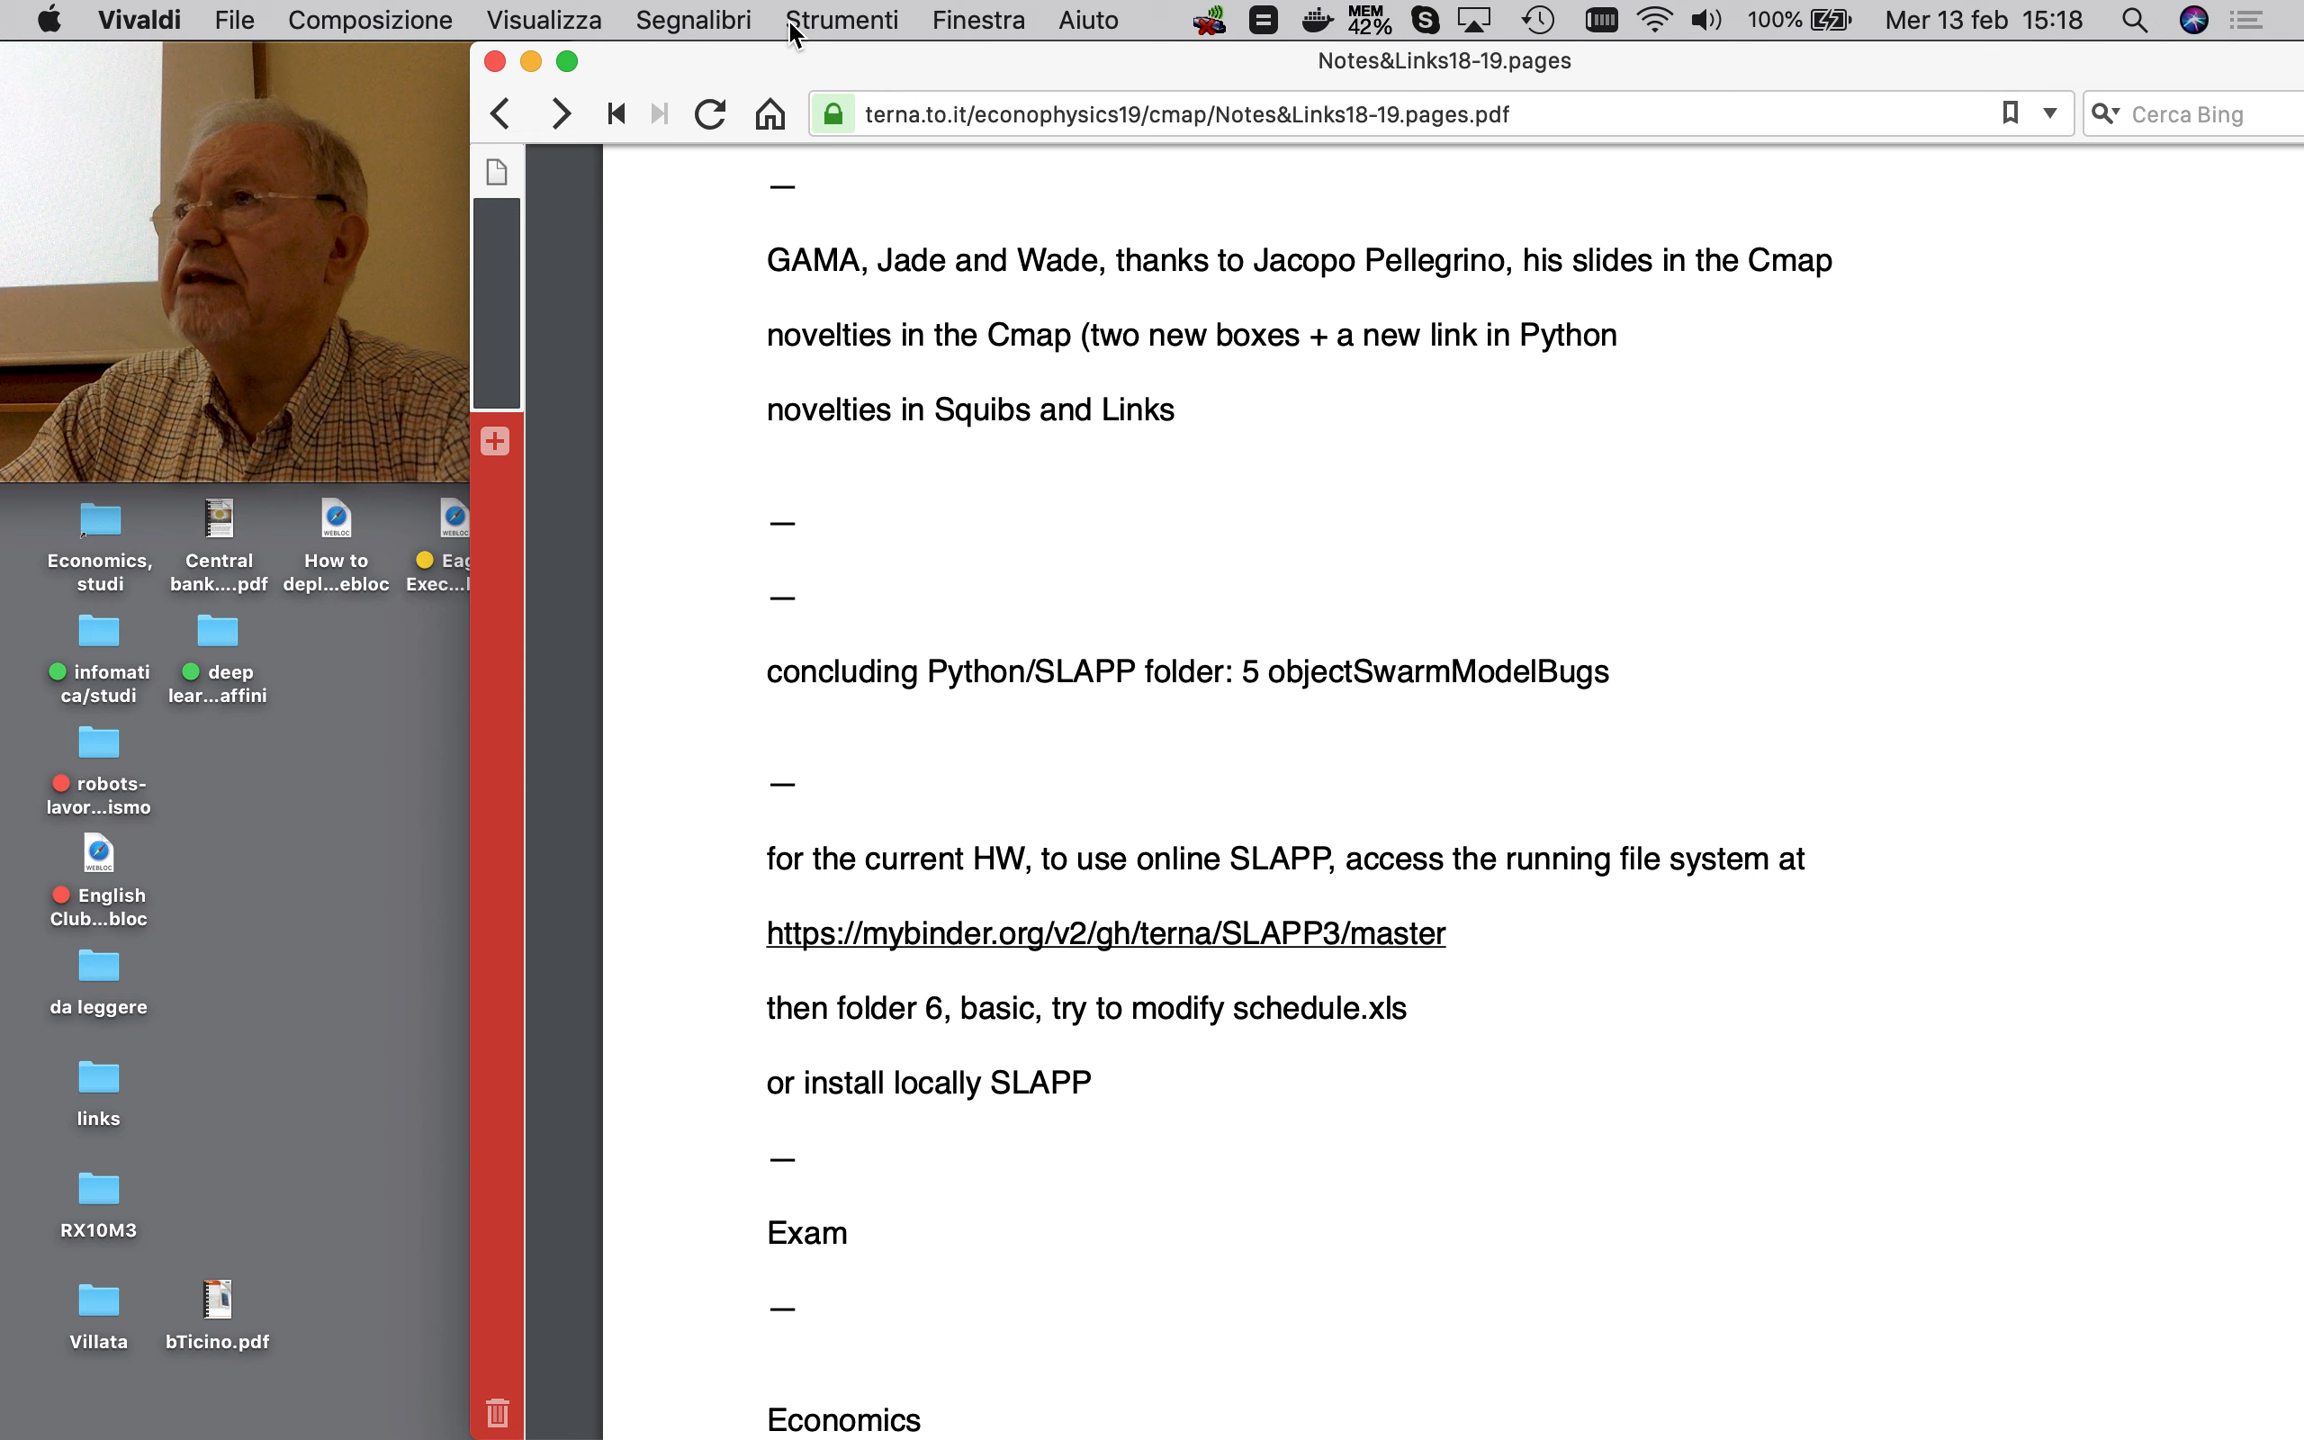 Vivaldi File Composizione Visualizza Segnalibri Strumenti Finestra Aiuto MEM 42% 100% Mer 13 feb 15:18
Notes&Links18-19.pages
terna.to.it/econophysics19/cmap/Notes&Links18-19.pages.pdf
Cerca Bing
—
GAMA, Jade and Wade, thanks to Jacopo Pellegrino, his slides in the Cmap
novelties in the Cmap (two new boxes + a new link in Python
novelties in Squibs and Links
—
—
concluding Python/SLAPP folder: 5 objectSwarmModelBugs
—
for the current HW, to use online SLAPP, access the running file system at
https://mybinder.org/v2/gh/terna/SLAPP3/master
then folder 6, basic, try to modify schedule.xls
or install locally SLAPP
—
Exam
—
Economics
WEBLOC
WEBLOC
Economics,
studi
Central
bank....pdf
How to
depl...ebloc
Eag
Exec...l
infomati
ca/studi
deep
lear...affini
robots-
lavor...ismo
WEBLOC
English
Club...bloc
da leggere
links
RX10M3
Villata
bTicino.pdf